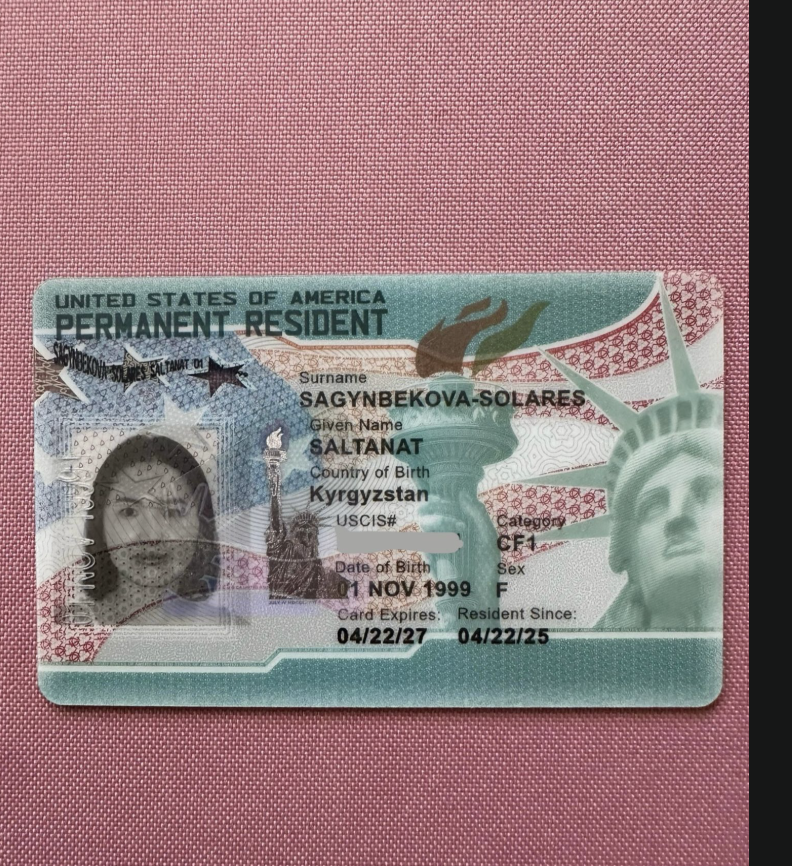 UNITED STATES OF AMERICA
PERMANENT RESIDENT
SAGYNBEKOVA-SOLARES SALTANAT 01
Surname
SAGYNBEKOVA-SOLARES
Given Name
SALTANAT
Country of Birth
Kyrgyzstan
USCIS# Category
CF1
Date of Birth Sex
01 NOV 1999 F
Card Expires: Resident Since:
04/22/27 04/22/25